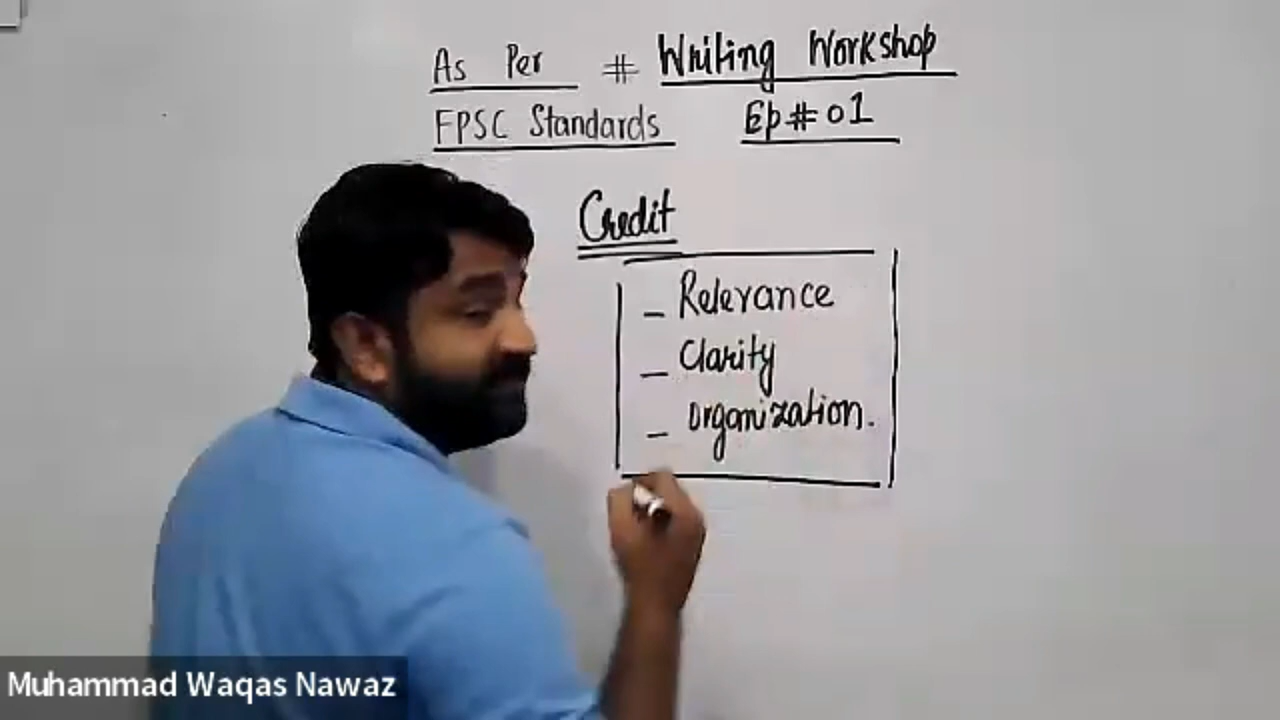 As Per # Writing Workshop
FPSC Standards Ep#01
Credit
– Relevance
– Clarity
– organization.
Muhammad Waqas Nawaz